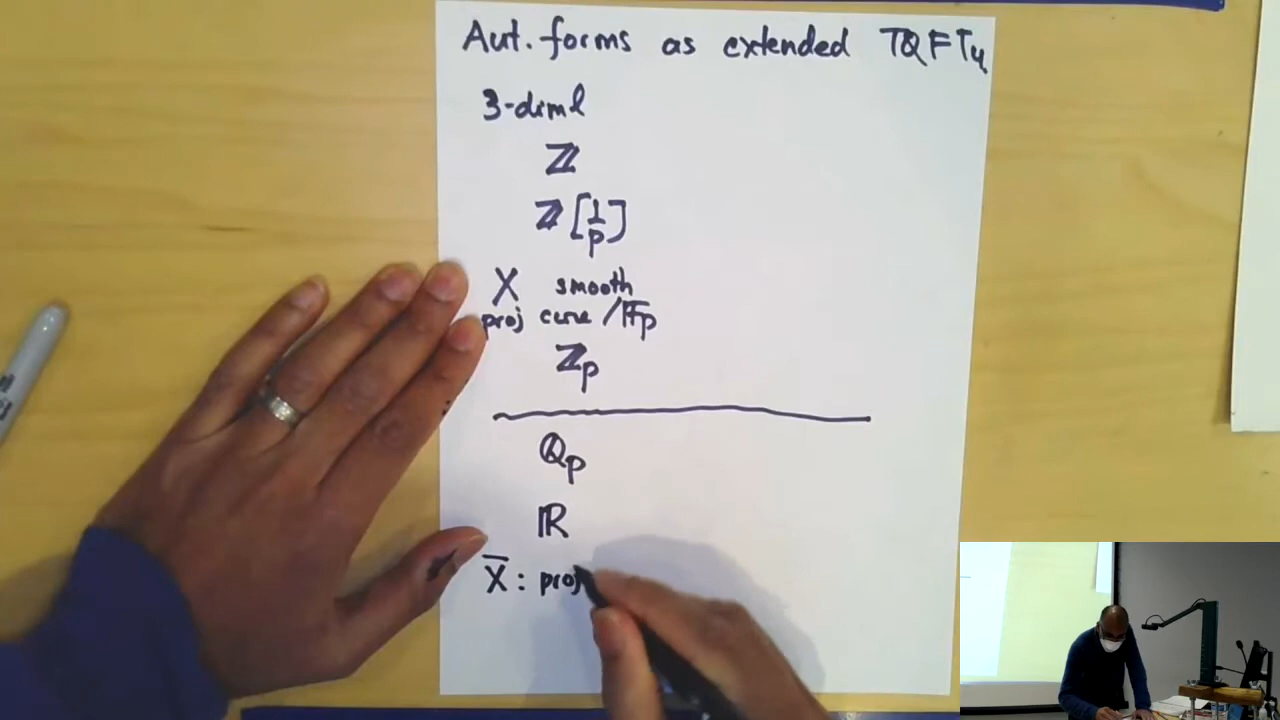 Aut. forms as extended TQFT4
3-diml
ℤ
ℤ[1/p]
X smooth
proj curve /𝔽p
ℤp
ℚp
ℝ
X̅ : proj